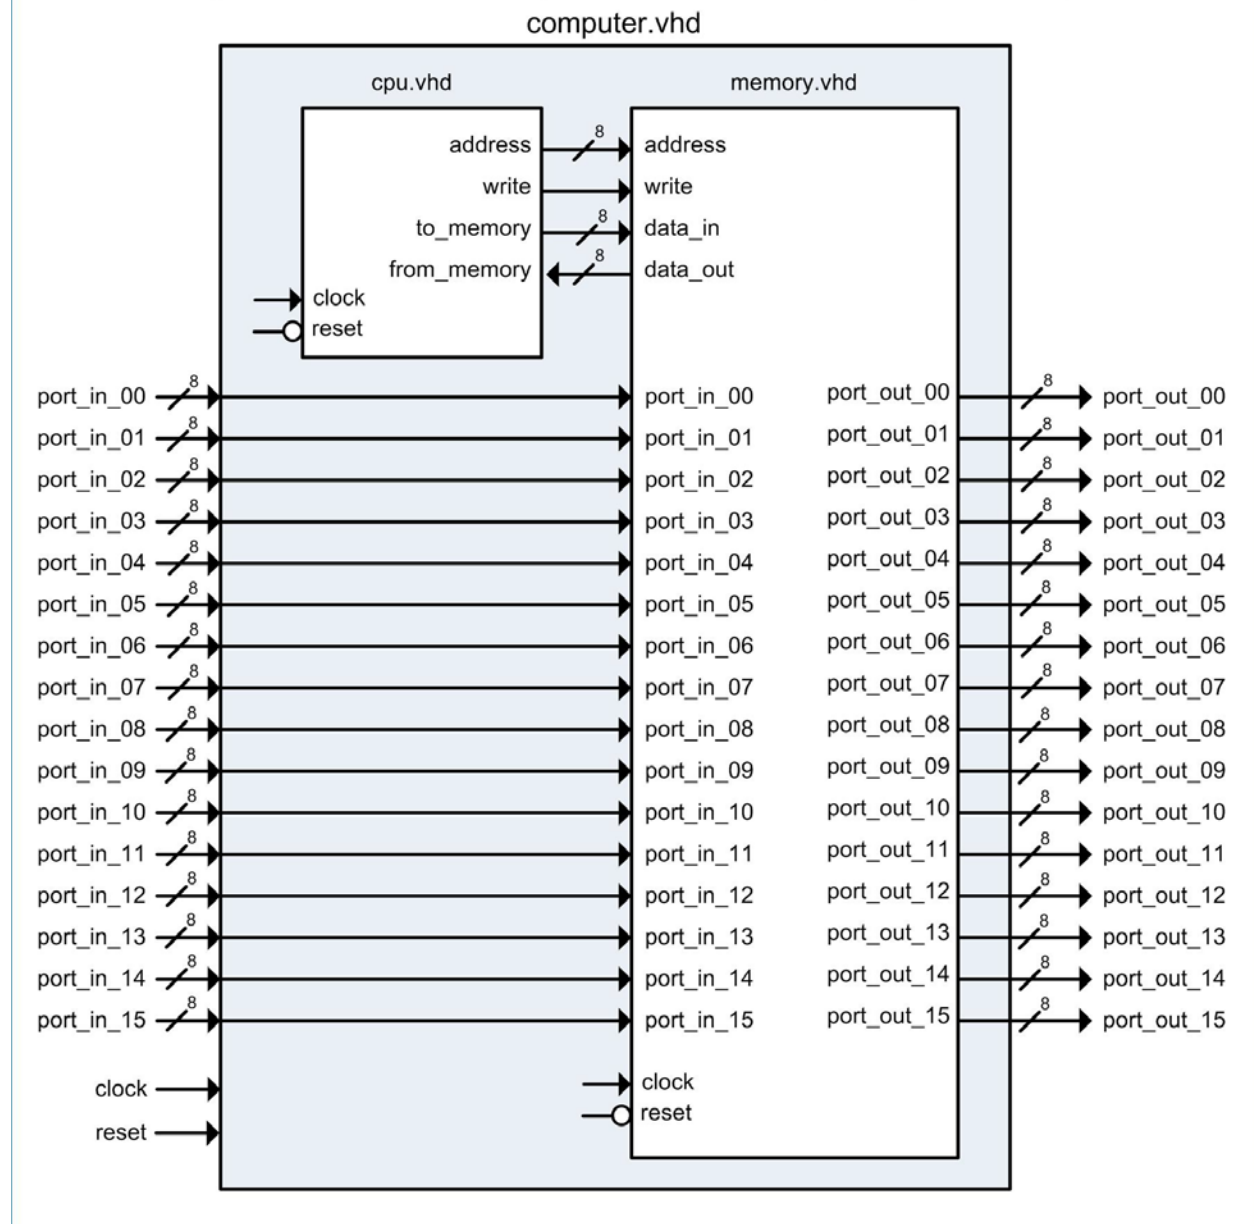 computer.vhd
cpu.vhd memory.vhd
address 8 address
write write
to_memory 8 data_in
from_memory 8 data_out
clock
reset
port_in_00 8 port_in_00 port_out_00 8 port_out_00
port_in_01 8 port_in_01 port_out_01 8 port_out_01
port_in_02 8 port_in_02 port_out_02 8 port_out_02
port_in_03 8 port_in_03 port_out_03 8 port_out_03
port_in_04 8 port_in_04 port_out_04 8 port_out_04
port_in_05 8 port_in_05 port_out_05 8 port_out_05
port_in_06 8 port_in_06 port_out_06 8 port_out_06
port_in_07 8 port_in_07 port_out_07 8 port_out_07
port_in_08 8 port_in_08 port_out_08 8 port_out_08
port_in_09 8 port_in_09 port_out_09 8 port_out_09
port_in_10 8 port_in_10 port_out_10 8 port_out_10
port_in_11 8 port_in_11 port_out_11 8 port_out_11
port_in_12 8 port_in_12 port_out_12 8 port_out_12
port_in_13 8 port_in_13 port_out_13 8 port_out_13
port_in_14 8 port_in_14 port_out_14 8 port_out_14
port_in_15 8 port_in_15 port_out_15 8 port_out_15
clock clock
reset reset